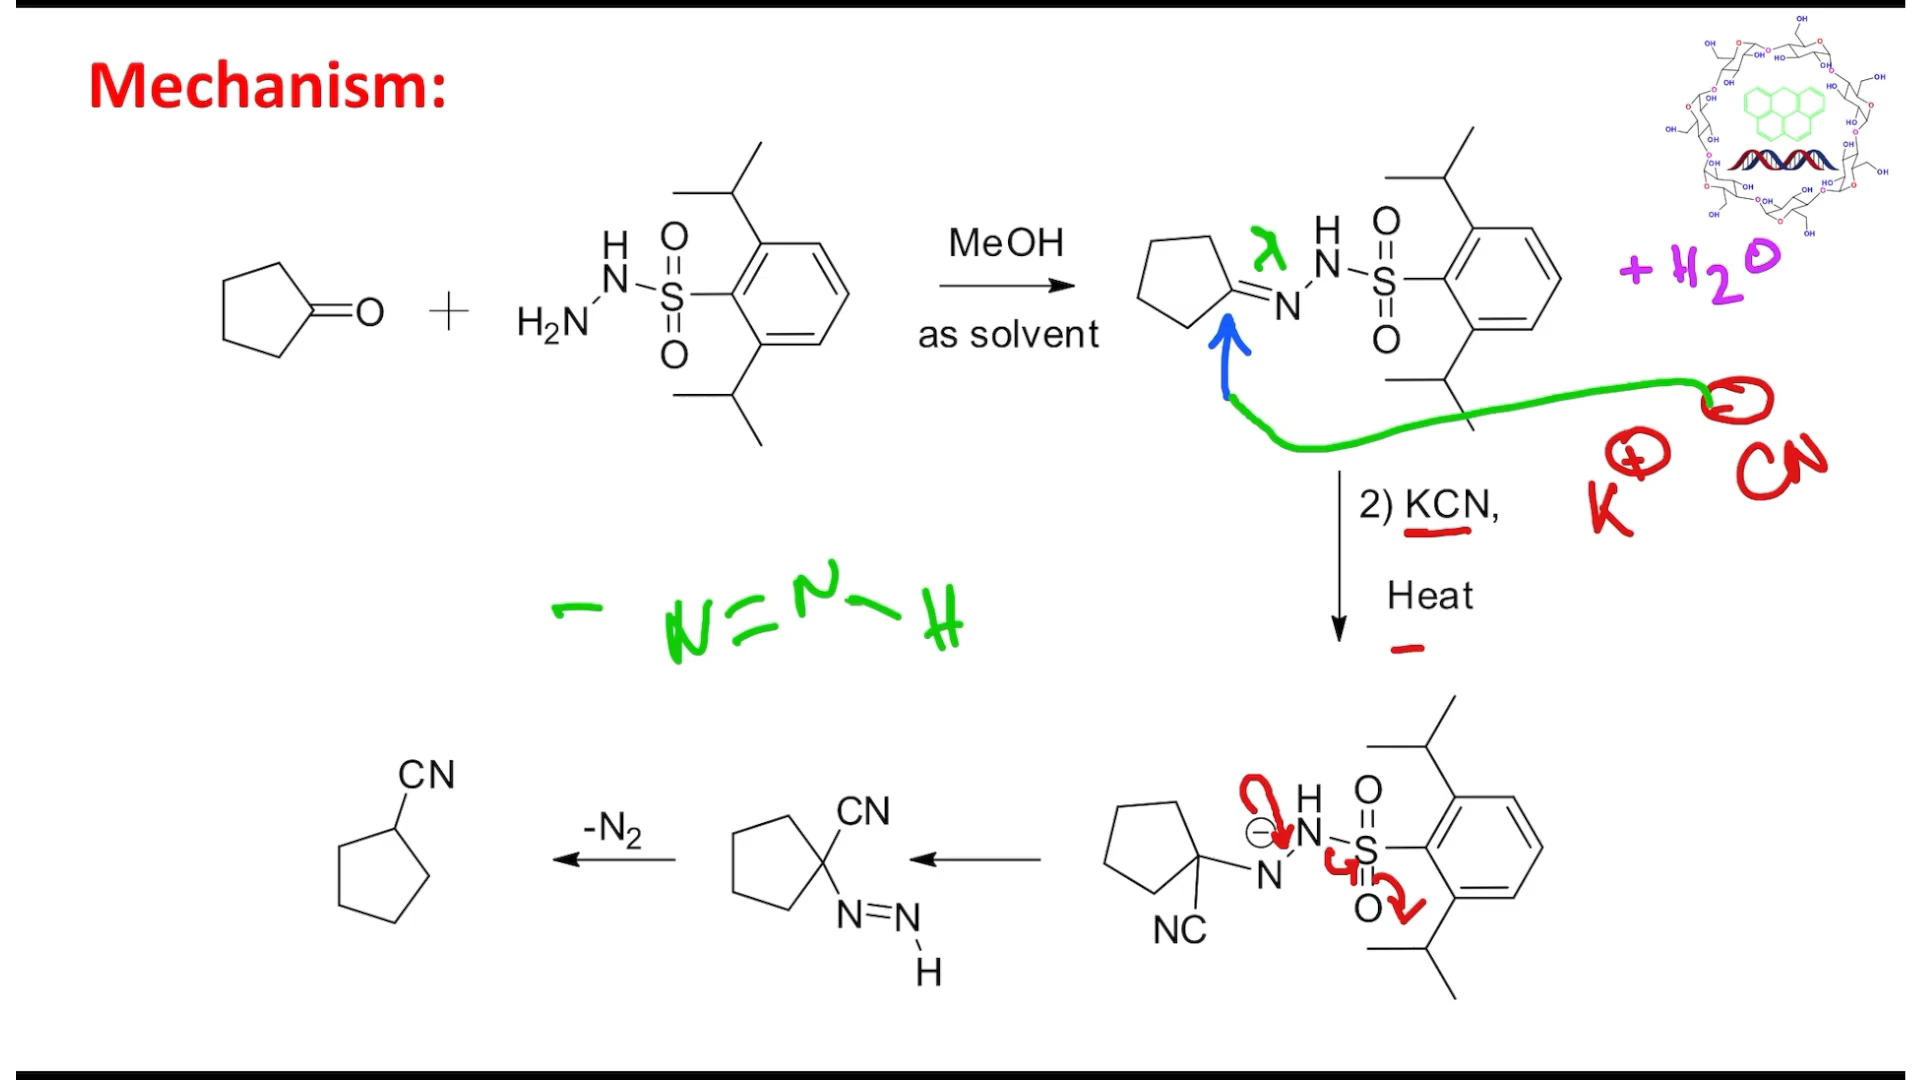 Mechanism:
O
+
H₂N
H
N
S
O
O
MeOH
as solvent
N
H
N
S
O
O
+ H₂O
K⁺
⁻CN
2) KCN,
Heat
- N=N-H
CN
-N₂
CN
N=N
H
NC
N
⊖
H
N
S
O
O